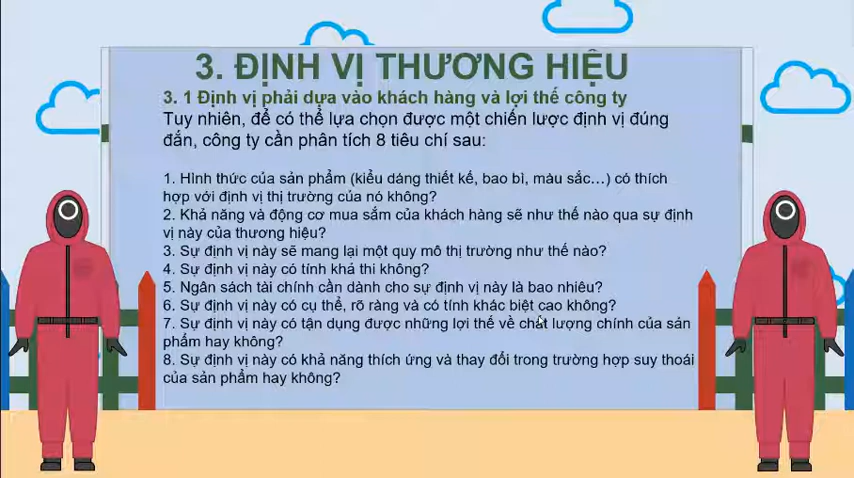 3. ĐỊNH VỊ THƯƠNG HIỆU
3. 1 Định vị phải dựa vào khách hàng và lợi thế công ty
Tuy nhiên, để có thể lựa chọn được một chiến lược định vị đúng
đắn, công ty cần phân tích 8 tiêu chí sau:
1. Hình thức của sản phẩm (kiểu dáng thiết kế, bao bì, màu sắc...) có thích
hợp với định vị thị trường của nó không?
2. Khả năng và động cơ mua sắm của khách hàng sẽ như thế nào qua sự định
vị này của thương hiệu?
3. Sự định vị này sẽ mang lại một quy mô thị trường như thế nào?
4. Sự định vị này có tính khả thi không?
5. Ngân sách tài chính cần dành cho sự định vị này là bao nhiêu?
6. Sự định vị này có cụ thể, rõ ràng và có tính khác biệt cao không?
7. Sự định vị này có tận dụng được những lợi thế về chất lượng chính của sản
phẩm hay không?
8. Sự định vị này có khả năng thích ứng và thay đổi trong trường hợp suy thoái
của sản phẩm hay không?